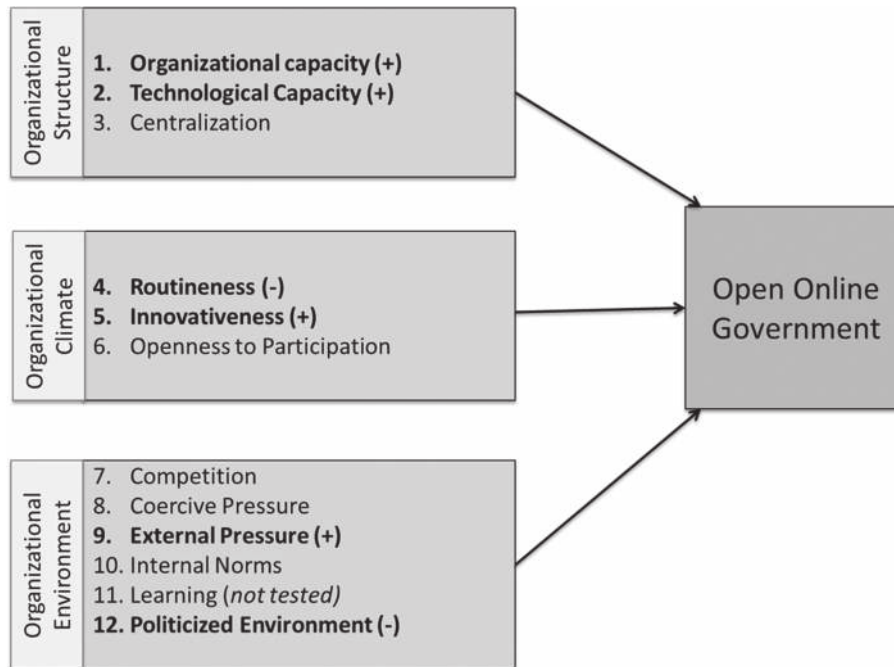 Organizational
Structure
1. Organizational capacity (+)
2. Technological Capacity (+)
3. Centralization
Organizational
Climate
4. Routineness (-)
5. Innovativeness (+)
6. Openness to Participation
Organizational
Environment
7. Competition
8. Coercive Pressure
9. External Pressure (+)
10. Internal Norms
11. Learning (not tested)
12. Politicized Environment (-)
Open Online
Government